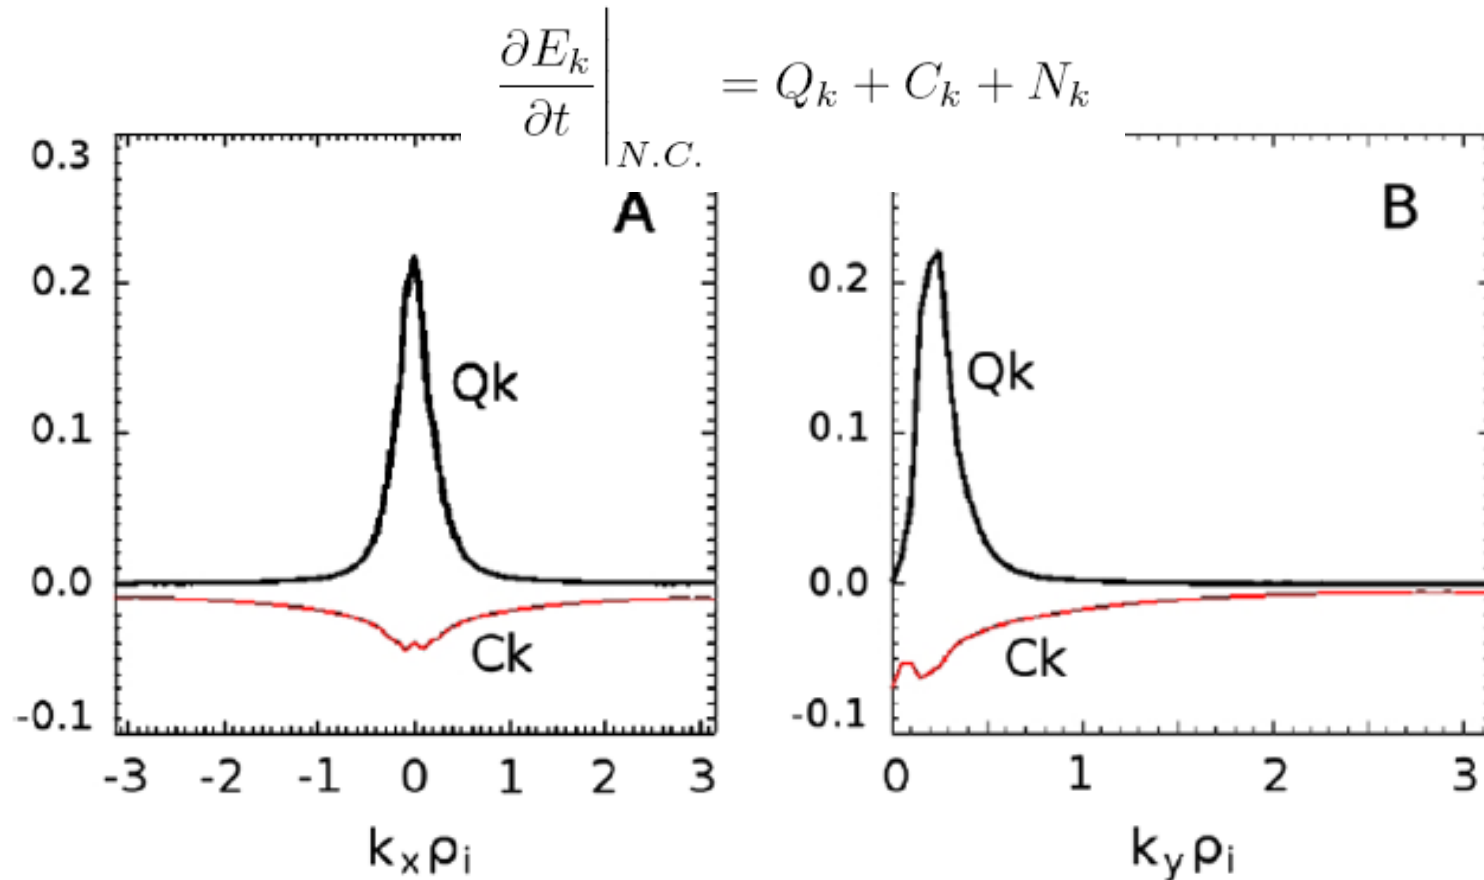 ∂E_k/∂t |_{N.C.} = Q_k + C_k + N_k
A
0.3
0.2
0.1
0.0
-0.1
Qk
Ck
-3 -2 -1 0 1 2 3
k_x ρ_i
B
0.2
0.1
0.0
-0.1
Qk
Ck
0 1 2 3
k_y ρ_i